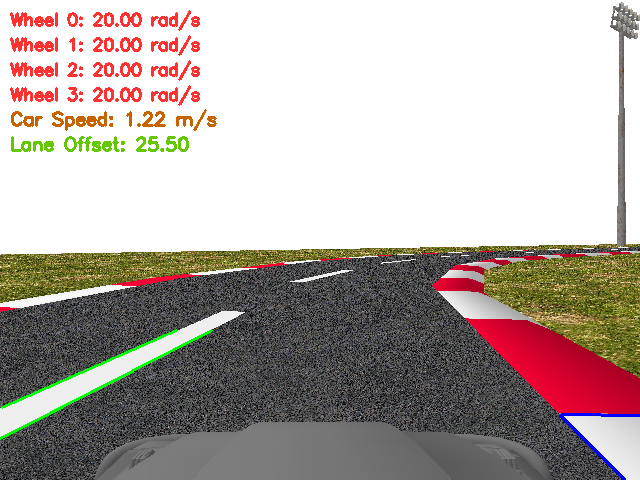 Wheel 0: 20.00 rad/s
Wheel 1: 20.00 rad/s
Wheel 2: 20.00 rad/s
Wheel 3: 20.00 rad/s
Car Speed: 1.22 m/s
Lane Offset: 25.50